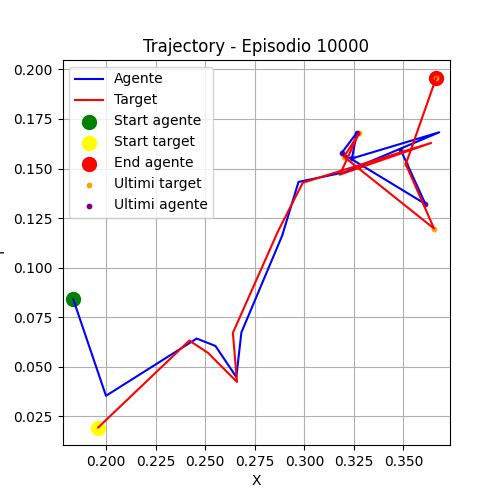 Trajectory - Episodio 10000
0.200
0.175
0.150
0.125
0.100
0.075
0.050
0.025
Agente
Target
Start agente
Start target
End agente
Ultimi target
Ultimi agente
0.200 0.225 0.250 0.275 0.300 0.325 0.350
X